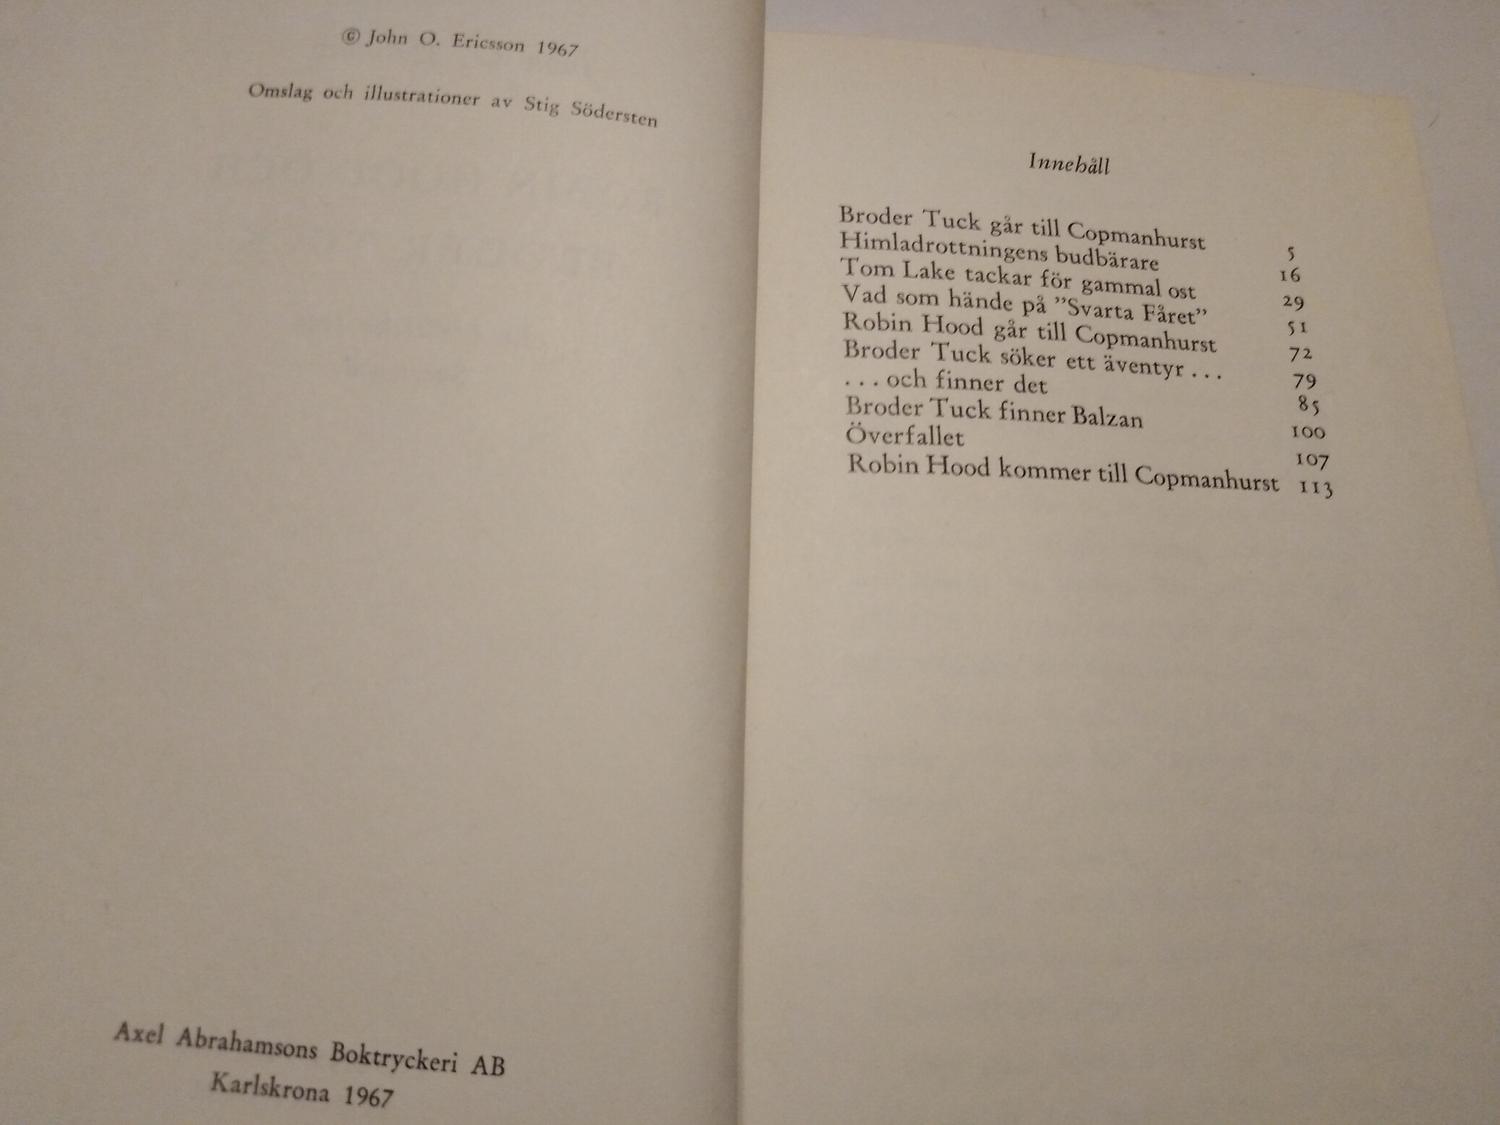 © John O. Ericsson 1967
Omslag och illustrationer av Stig Södersten
Axel Abrahamsons Boktryckeri AB
Karlskrona 1967
Innehåll
Broder Tuck går till Copmanhurst 5
Himladrottningens budbärare 16
Tom Lake tackar för gammal ost 29
Vad som hände på ”Svarta Fåret” 51
Robin Hood går till Copmanhurst 72
Broder Tuck söker ett äventyr . . . 79
. . . och finner det 85
Broder Tuck finner Balzan 100
Överfallet 107
Robin Hood kommer till Copmanhurst 113